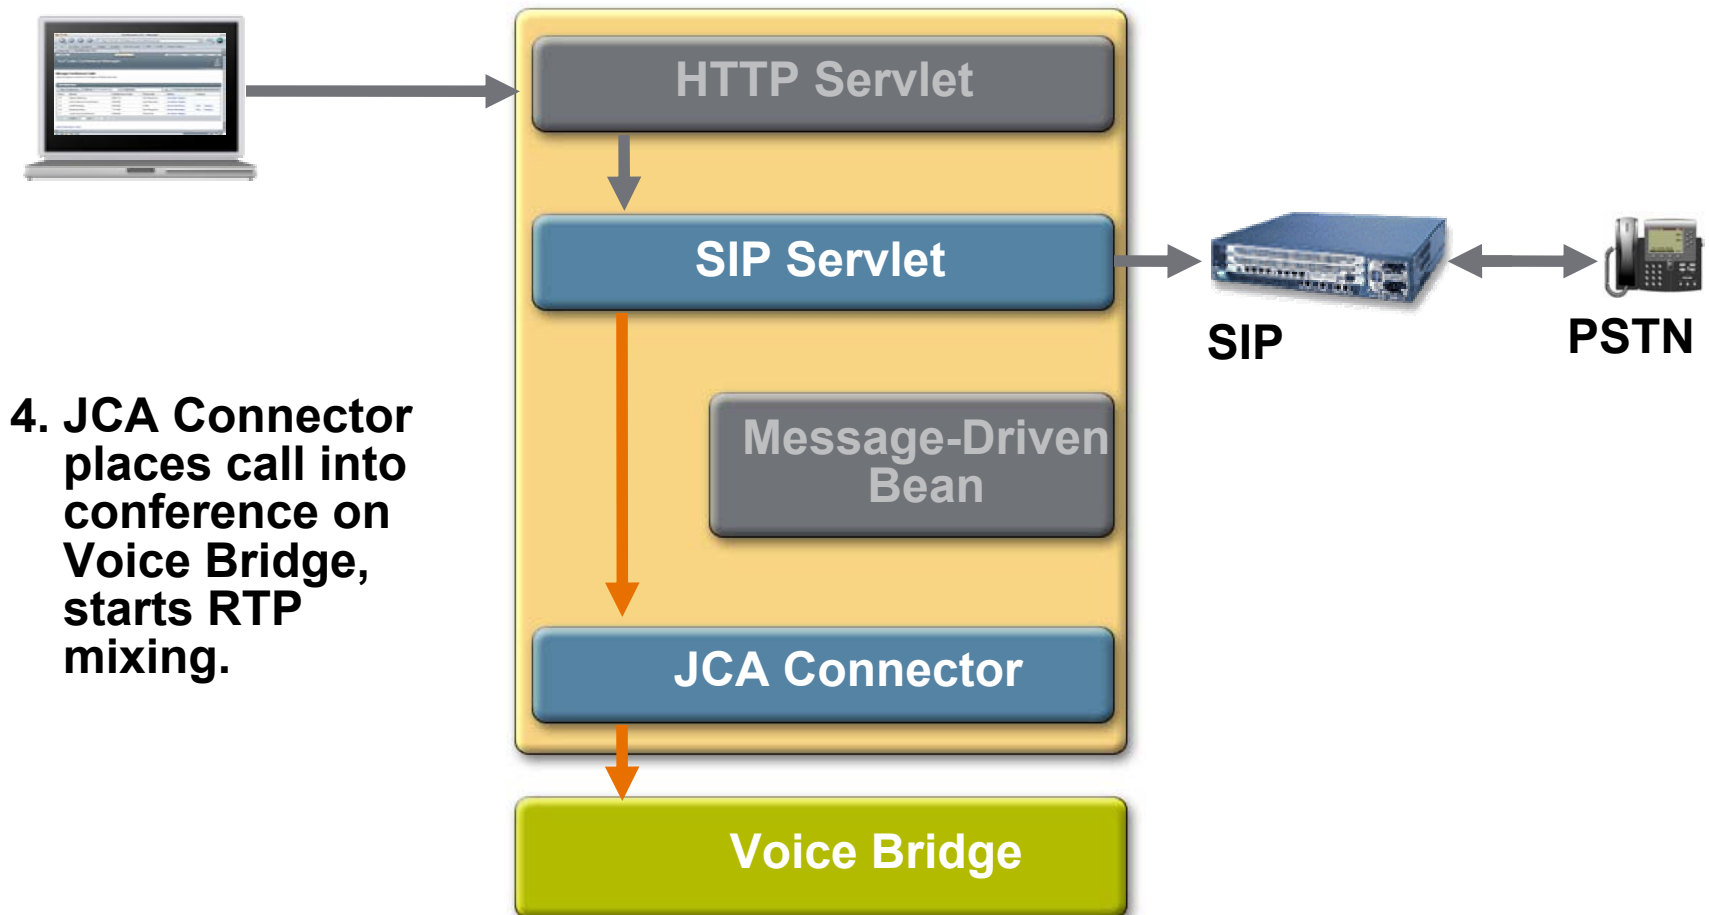 HTTP Servlet
SIP Servlet
SIP
PSTN
4. JCA Connector
places call into
conference on
Voice Bridge,
starts RTP
mixing.
Message-Driven
Bean
JCA Connector
Voice Bridge